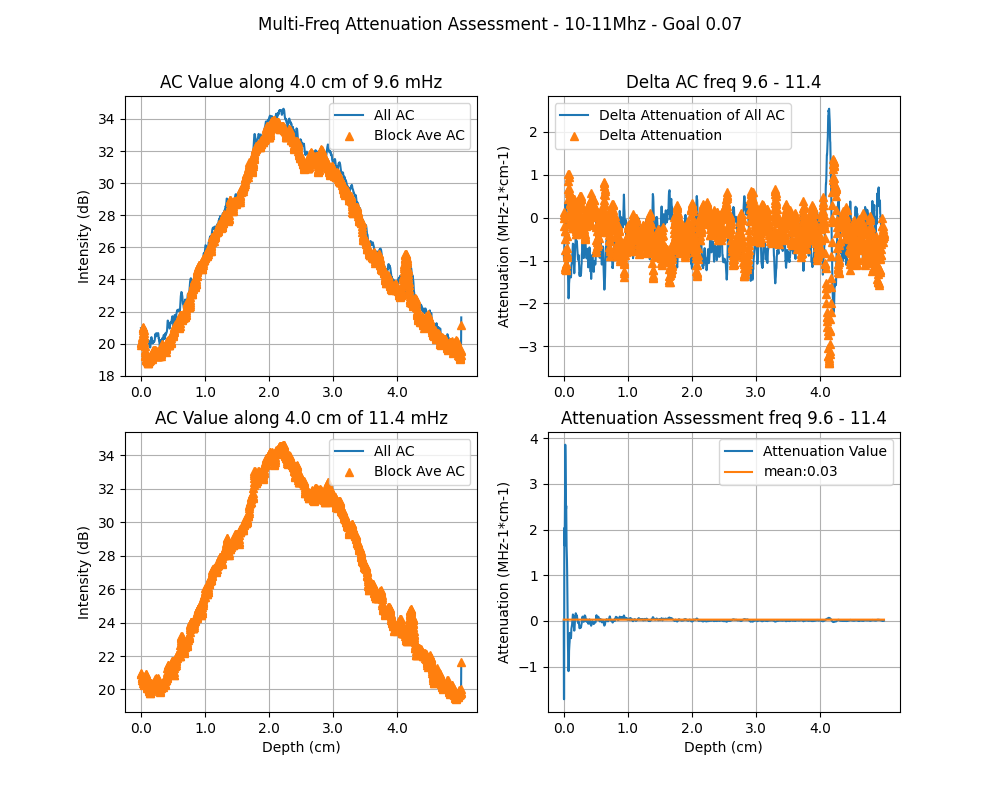 Multi-Freq Attenuation Assessment - 10-11Mhz - Goal 0.07
AC Value along 4.0 cm of 9.6 mHz
All AC
Block Ave AC
Intensity (dB)
34
32
30
28
26
24
22
20
18
0.0 1.0 2.0 3.0 4.0
Delta AC freq 9.6 - 11.4
Delta Attenuation of All AC
Delta Attenuation
Attenuation (MHz-1*cm-1)
2
1
0
−1
−2
−3
0.0 1.0 2.0 3.0 4.0
AC Value along 4.0 cm of 11.4 mHz
All AC
Block Ave AC
Intensity (dB)
34
32
30
28
26
24
22
20
0.0 1.0 2.0 3.0 4.0
Depth (cm)
Attenuation Assessment freq 9.6 - 11.4
Attenuation Value
mean:0.03
Attenuation (MHz-1*cm-1)
4
3
2
1
0
−1
0.0 1.0 2.0 3.0 4.0
Depth (cm)